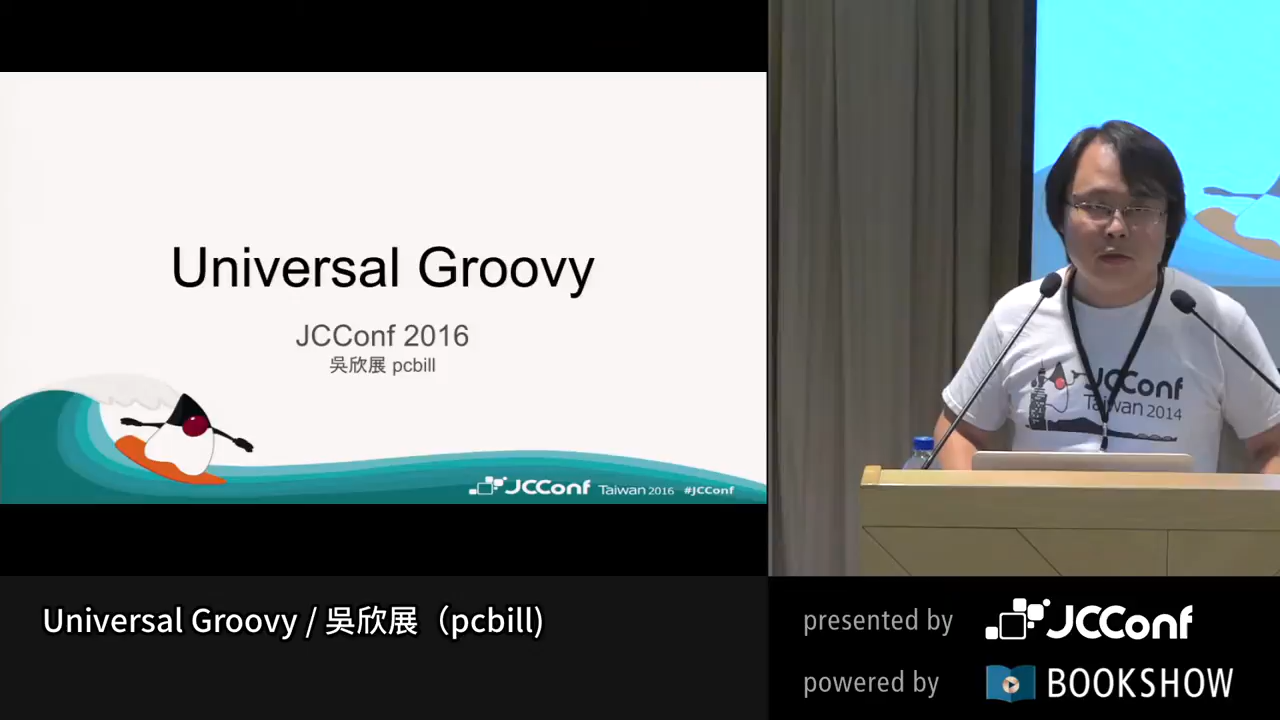 Universal Groovy
JCConf 2016
吳欣展 pcbill
JCConf Taiwan 2016 #JCConf
JCConf
Taiwan 2014
Universal Groovy / 吳欣展（pcbill)
presented by JCConf
powered by BOOKSHOW